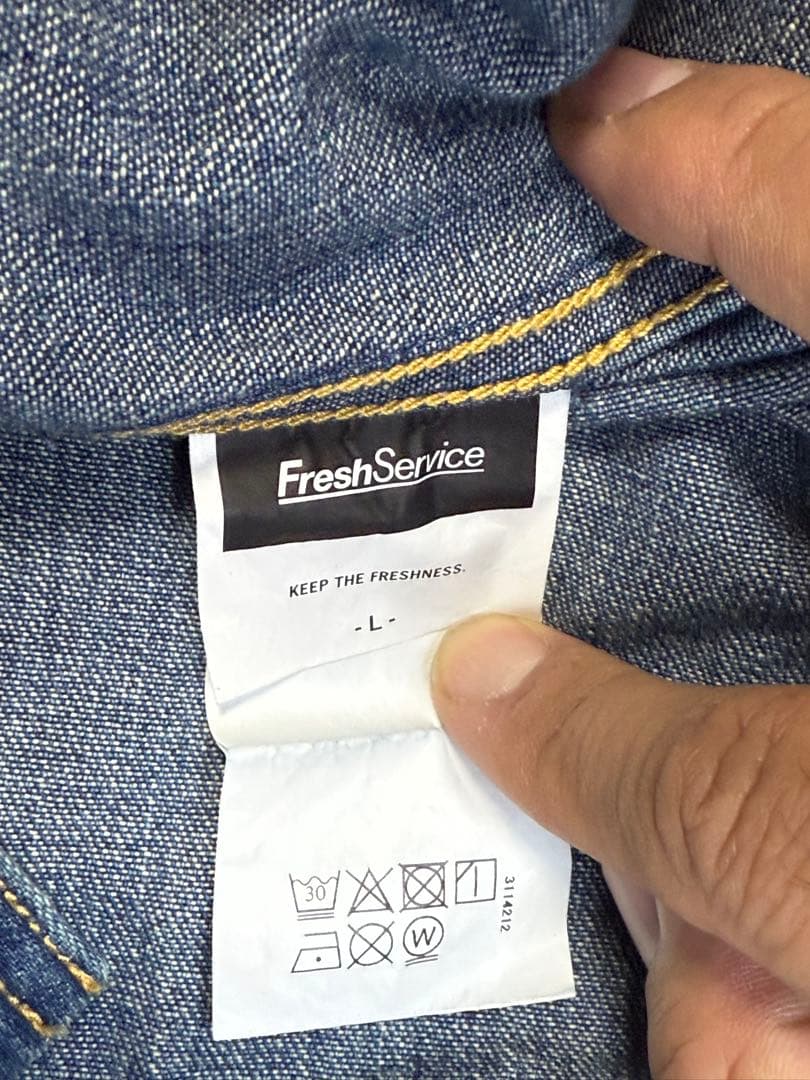 FreshService
KEEP THE FRESHNESS.
- L -
30
W
3114212